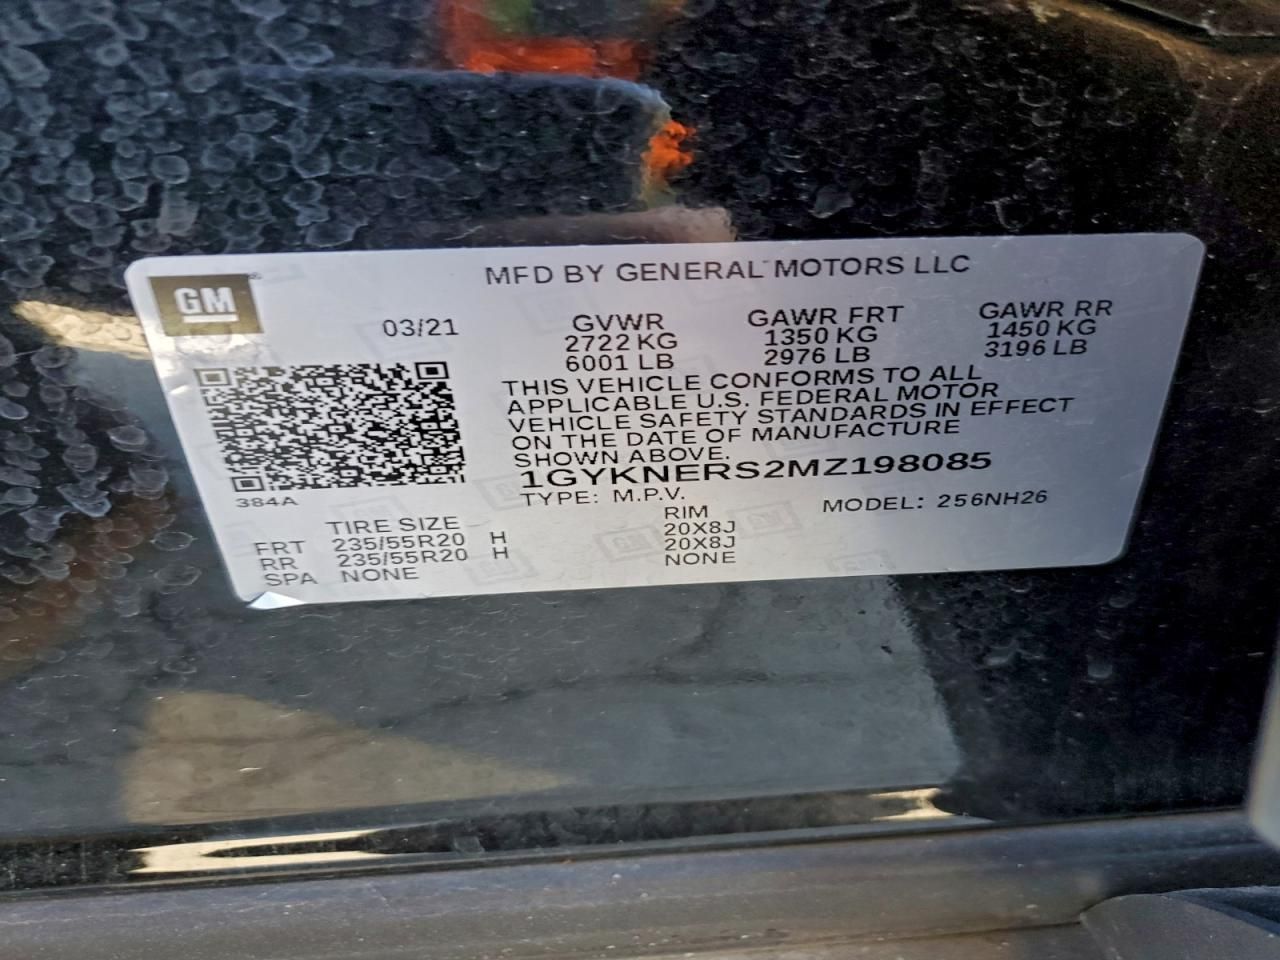 MFD BY GENERAL MOTORS LLC
GM
03/21
GVWR GAWR FRT GAWR RR
2722 KG 1350 KG 1450 KG
6001 LB 2976 LB 3196 LB
THIS VEHICLE CONFORMS TO ALL
APPLICABLE U.S. FEDERAL MOTOR
VEHICLE SAFETY STANDARDS IN EFFECT
ON THE DATE OF MANUFACTURE
SHOWN ABOVE.
1GYKNERS2MZ198085
TYPE: M.P.V. MODEL: 256NH26
384A
TIRE SIZE RIM
FRT 235/55R20 H 20X8J
RR 235/55R20 H 20X8J
SPA NONE NONE